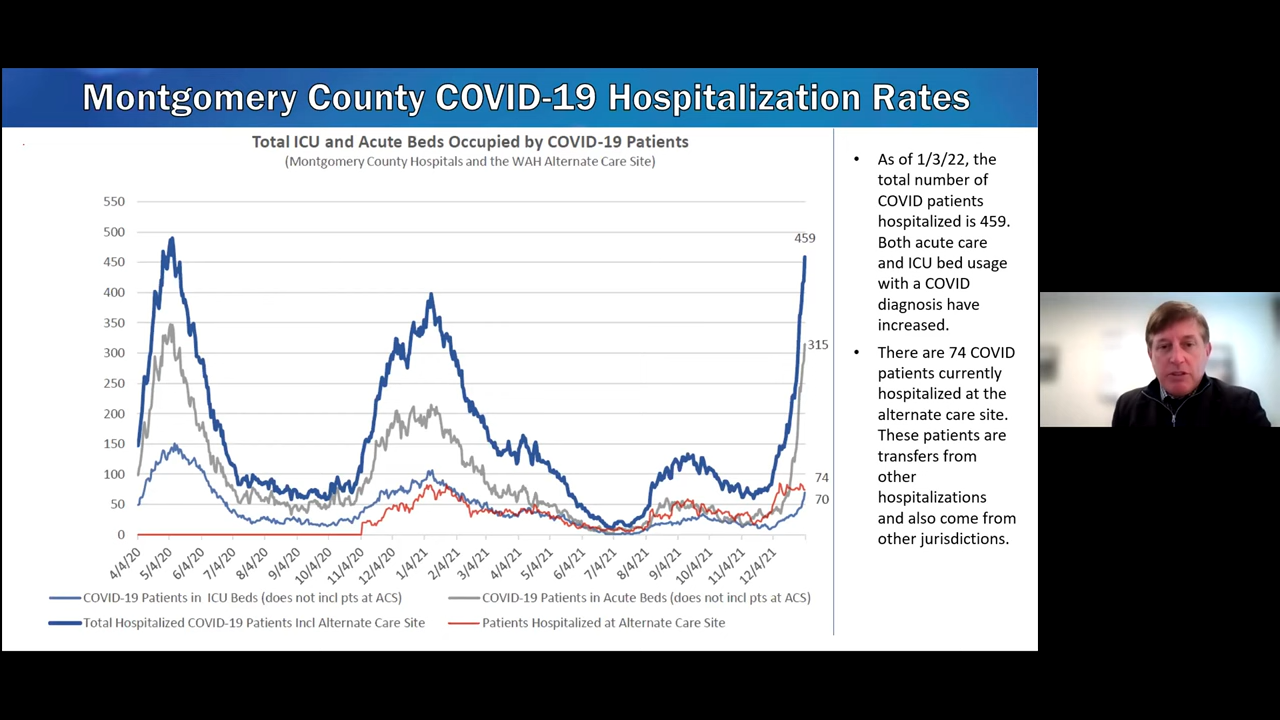 Montgomery County COVID-19 Hospitalization Rates
Total ICU and Acute Beds Occupied by COVID-19 Patients
(Montgomery County Hospitals and the WAH Alternate Care Site)
550
500
450
400
350
300
250
200
150
100
50
0
459
315
74
70
4/4/20
5/4/20
6/4/20
7/4/20
8/4/20
9/4/20
10/4/20
11/4/20
12/4/20
1/4/21
2/4/21
3/4/21
4/4/21
5/4/21
6/4/21
7/4/21
8/4/21
9/4/21
10/4/21
11/4/21
12/4/21
COVID-19 Patients in ICU Beds (does not incl pts at ACS)
COVID-19 Patients in Acute Beds (does not incl pts at ACS)
Total Hospitalized COVID-19 Patients Incl Alternate Care Site
Patients Hospitalized at Alternate Care Site
• As of 1/3/22, the
total number of
COVID patients
hospitalized is 459.
Both acute care
and ICU bed usage
with a COVID
diagnosis have
increased.
• There are 74 COVID
patients currently
hospitalized at the
alternate care site.
These patients are
transfers from
other
hospitalizations
and also come from
other jurisdictions.